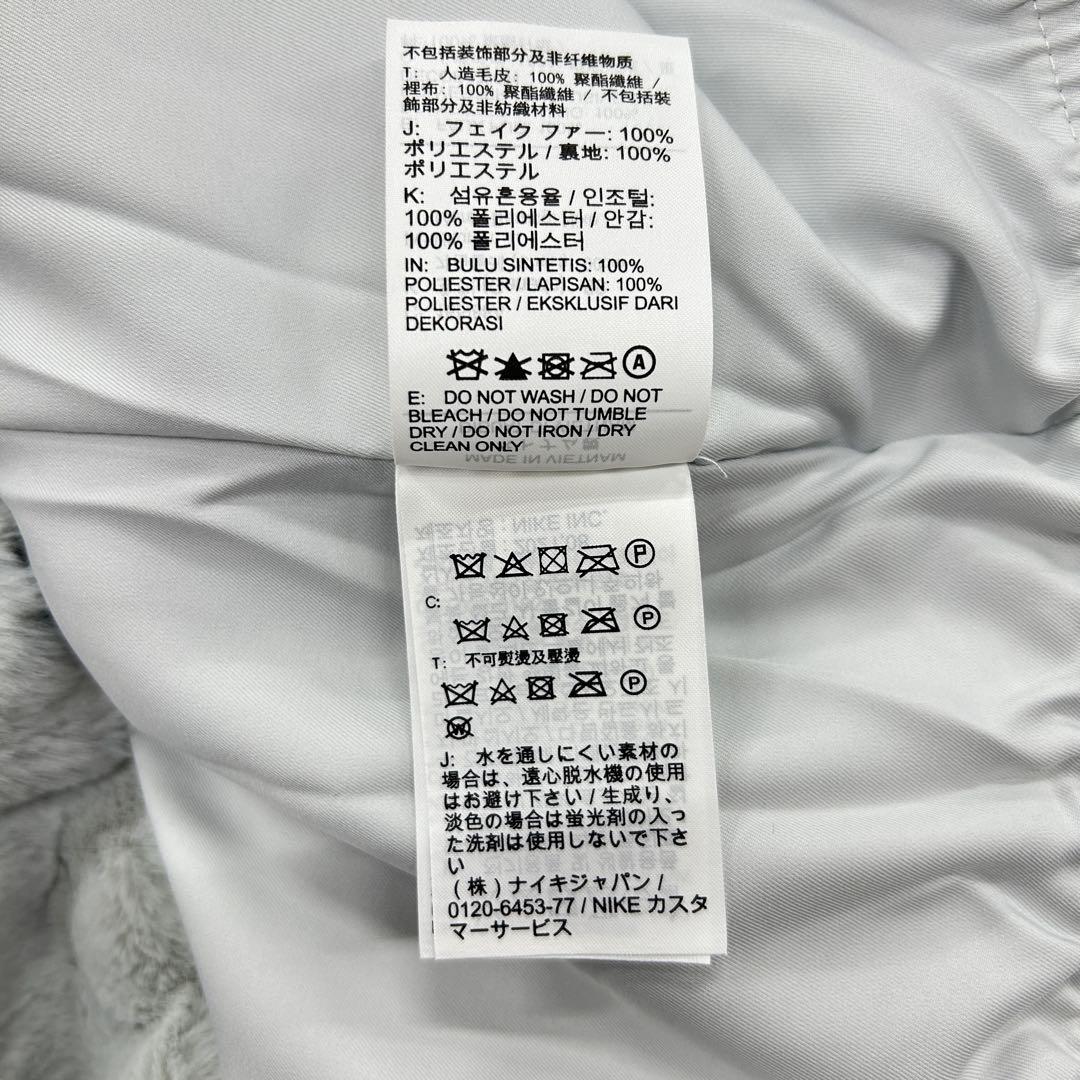 不包括装饰部分及非纤维物质
T: 人造毛皮: 100% 聚酯纖維 /
裡布: 100% 聚酯纖維 / 不包括裝
飾部分及非紡織材料
J: フェイク ファー: 100%
ポリエステル / 裏地: 100%
ポリエステル
K: 섬유혼용율 / 인조털:
100% 폴리에스터 / 안감:
100% 폴리에스터
IN: BULU SINTETIS: 100%
POLIESTER / LAPISAN: 100%
POLIESTER / EKSKLUSIF DARI
DEKORASI
A
E: DO NOT WASH / DO NOT
BLEACH / DO NOT TUMBLE
DRY / DO NOT IRON / DRY
CLEAN ONLY
MADE IN VIETNAM
NIKE INC.
P
C:
P
T: 不可熨燙及壓燙
P
W
J: 水を通しにくい素材の
場合は、遠心脱水機の使用
はお避け下さい / 生成り、
淡色の場合は蛍光剤の入っ
た洗剤は使用しないで下さ
い
(株) ナイキジャパン /
0120-6453-77 / NIKE カスタ
マーサービス